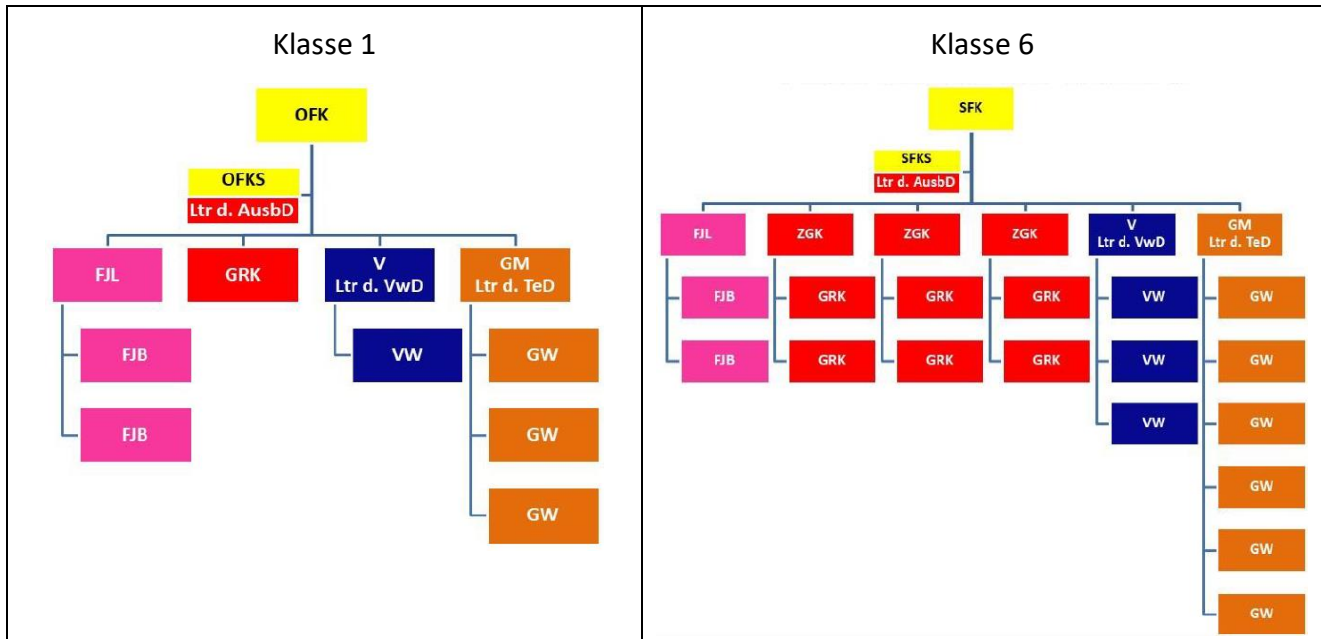 Klasse 1
OFK
OFKS
Ltr d. AusbD
FJL
GRK
V
Ltr d. VwD
GM
Ltr d. TeD
FJB
VW
GW
FJB
GW
GW
Klasse 6
SFK
SFKS
Ltr d. AusbD
FJL
ZGK
ZGK
ZGK
V
Ltr d. VwD
GM
Ltr d. TeD
FJB
GRK
GRK
GRK
VW
GW
FJB
GRK
GRK
GRK
VW
GW
VW
GW
GW
GW
GW